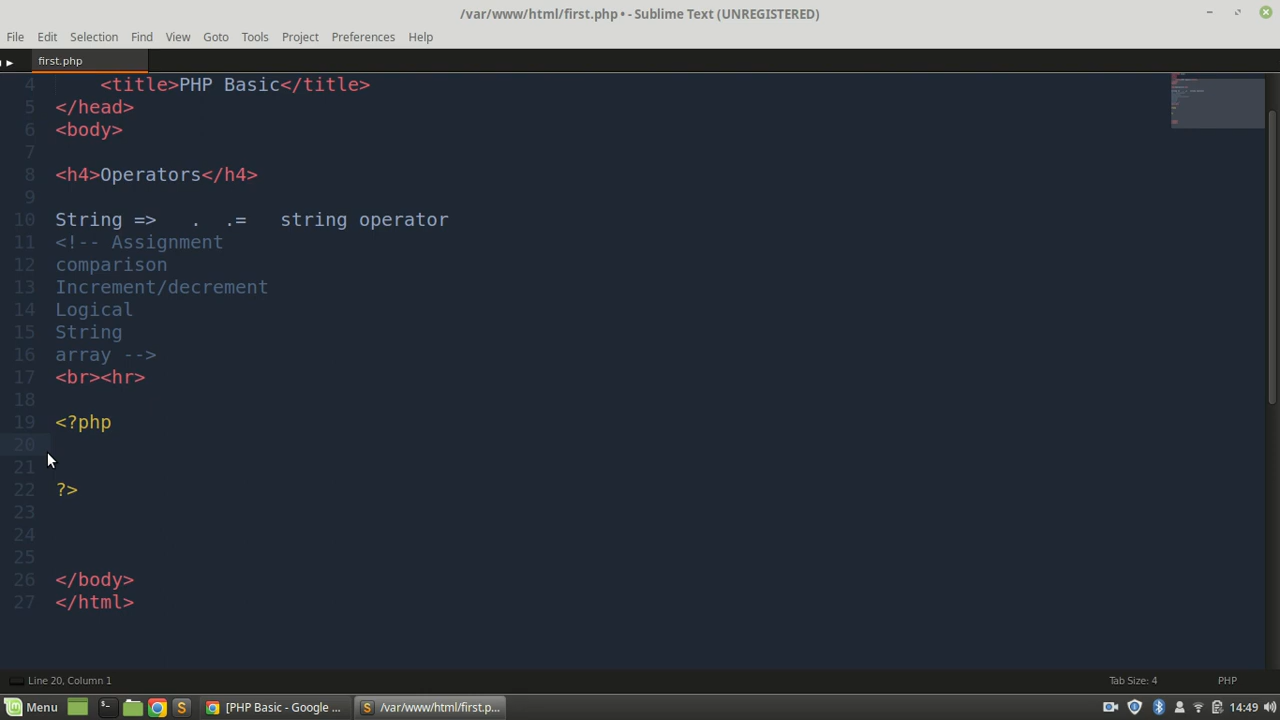 /var/www/html/first.php • - Sublime Text (UNREGISTERED)
File Edit Selection Find View Goto Tools Project Preferences Help
first.php
4 <title>PHP Basic</title>
5 </head>
6 <body>
7
8 <h4>Operators</h4>
9
10 String => . .= string operator
11 <!-- Assignment
12 comparison
13 Increment/decrement
14 Logical
15 String
16 array -->
17 <br><hr>
18
19 <?php
20
21
22 ?>
23
24
25
26 </body>
27 </html>
Line 20, Column 1 Tab Size: 4 PHP
Menu [PHP Basic - Google ... /var/www/html/first.p... 14:49